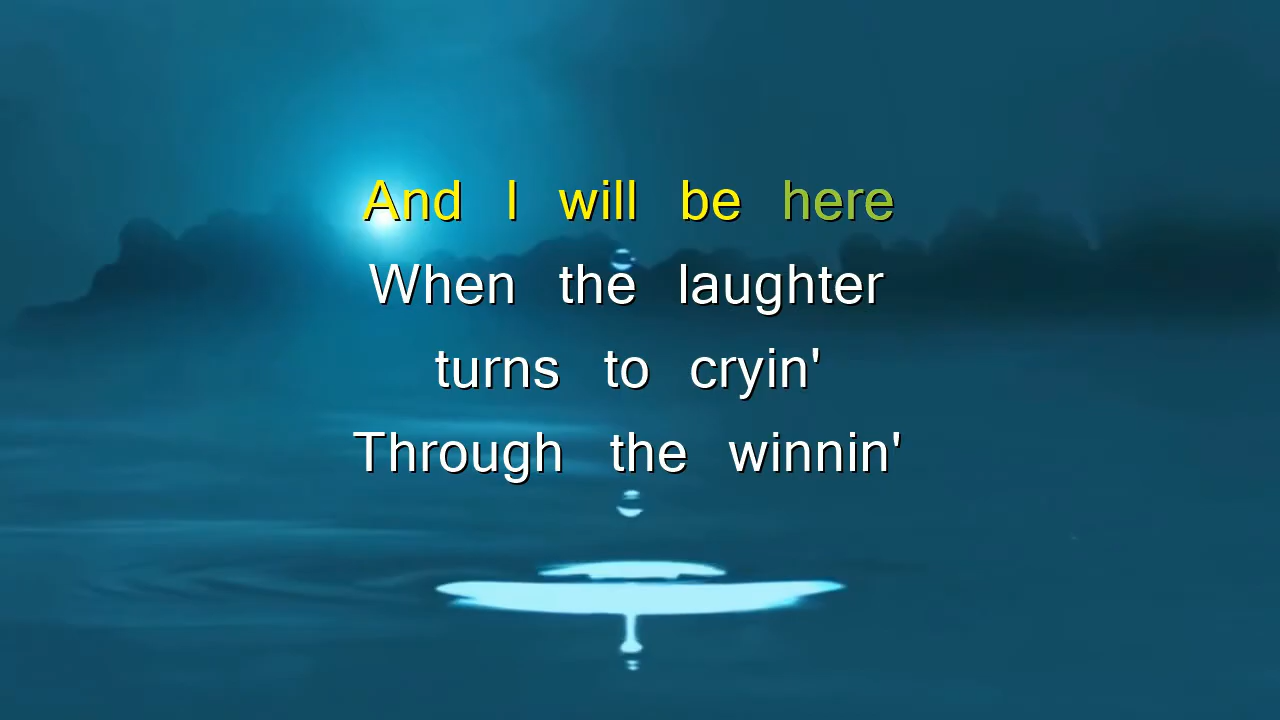 And I will be here
When the laughter
turns to cryin'
Through the winnin'